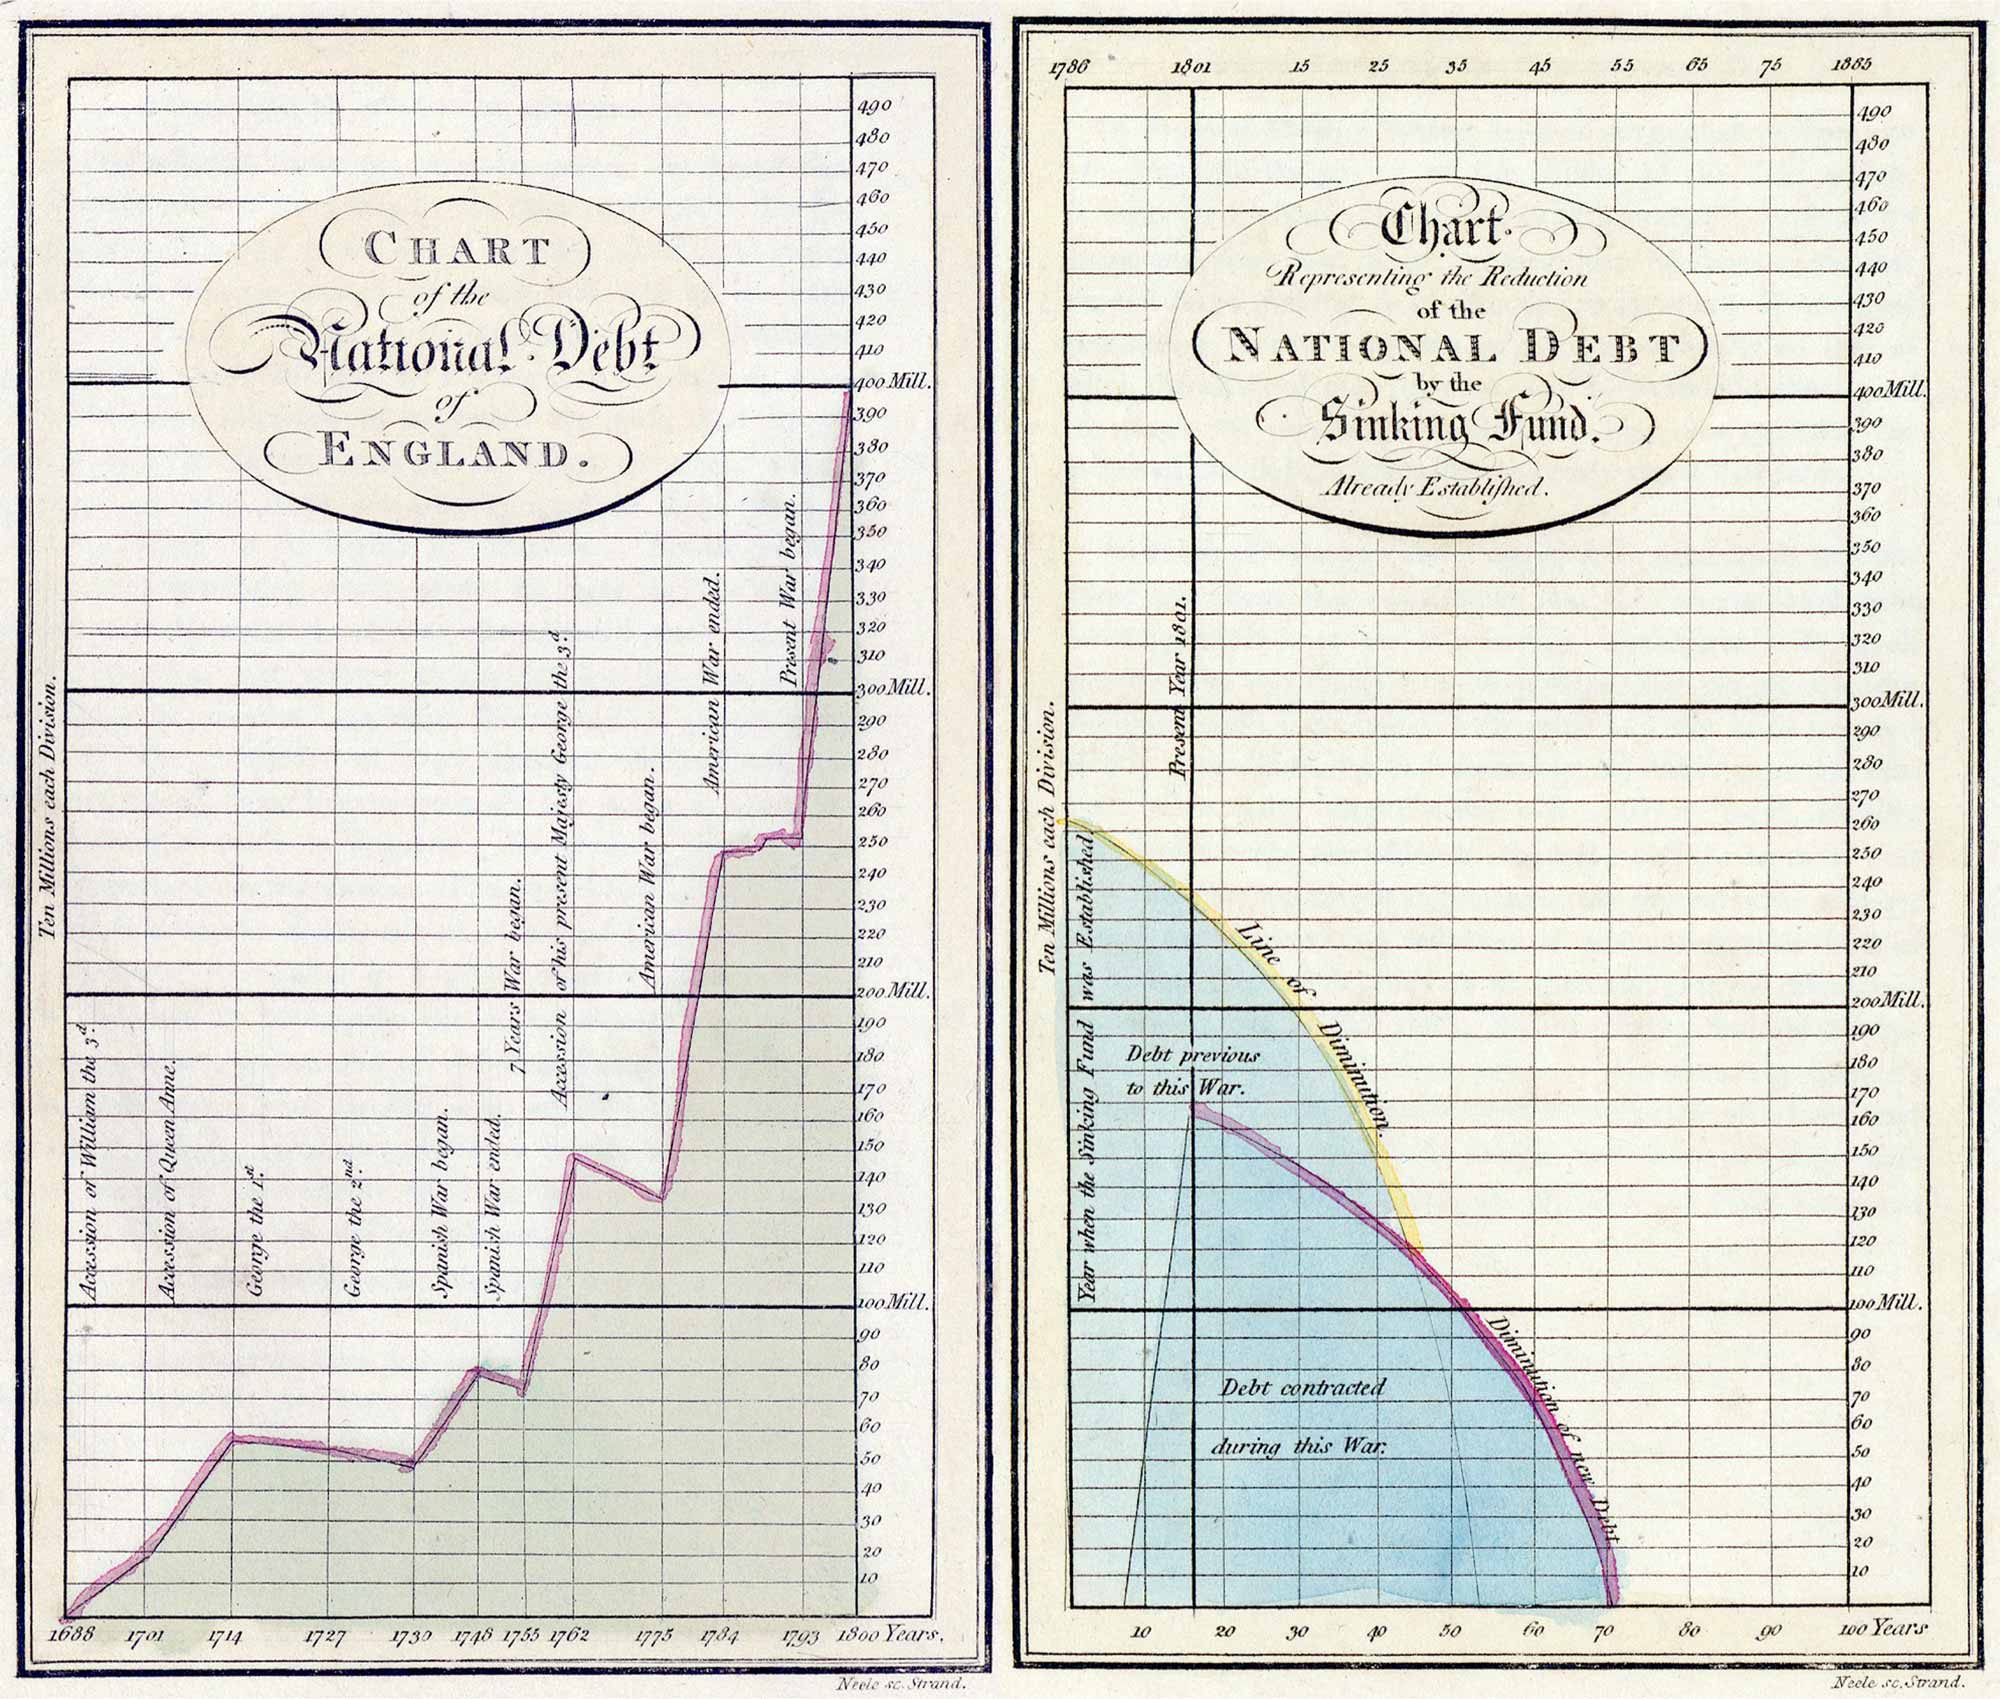 CHART
of the
National Debt
of
ENGLAND.
490
480
470
460
450
440
430
420
410
400 Mill.
390
380
370
360
350
340
330
320
310
300 Mill.
290
280
270
260
250
240
230
220
210
200 Mill.
190
180
170
160
150
140
130
120
110
100 Mill.
90
80
70
60
50
40
30
20
10
Ten Millions each Division.
Accession of William the 3d
Accession of Queen Anne.
George the 1st
George the 2nd
Spanish War began.
Spanish War ended.
7 Years War began.
Accession of his present Majesty George the 3d
American War began.
American War ended.
Present War began.
1688 1701 1714 1727 1730 1748 1755 1762 1775 1784 1793 1800 Years.
Neele sc. Strand.
1786 1801 15 25 35 45 55 65 75 1885
Chart
Representing the Reduction
of the
NATIONAL DEBT
by the
Sinking Fund.
Already Establiſhed.
490
480
470
460
450
440
430
420
410
400 Mill.
390
380
370
360
350
340
330
320
310
300 Mill.
290
280
270
260
250
240
230
220
210
200 Mill.
190
180
170
160
150
140
130
120
110
100 Mill.
90
80
70
60
50
40
30
20
10
Ten Millions each Division.
Year when the Sinking Fund was Established
Present Year 1801.
Line of Diminution.
Debt previous
to this War.
Debt contracted
during this War.
Diminution of new Debt
10 20 30 40 50 60 70 80 90 100 Years
Neele sc. Strand.